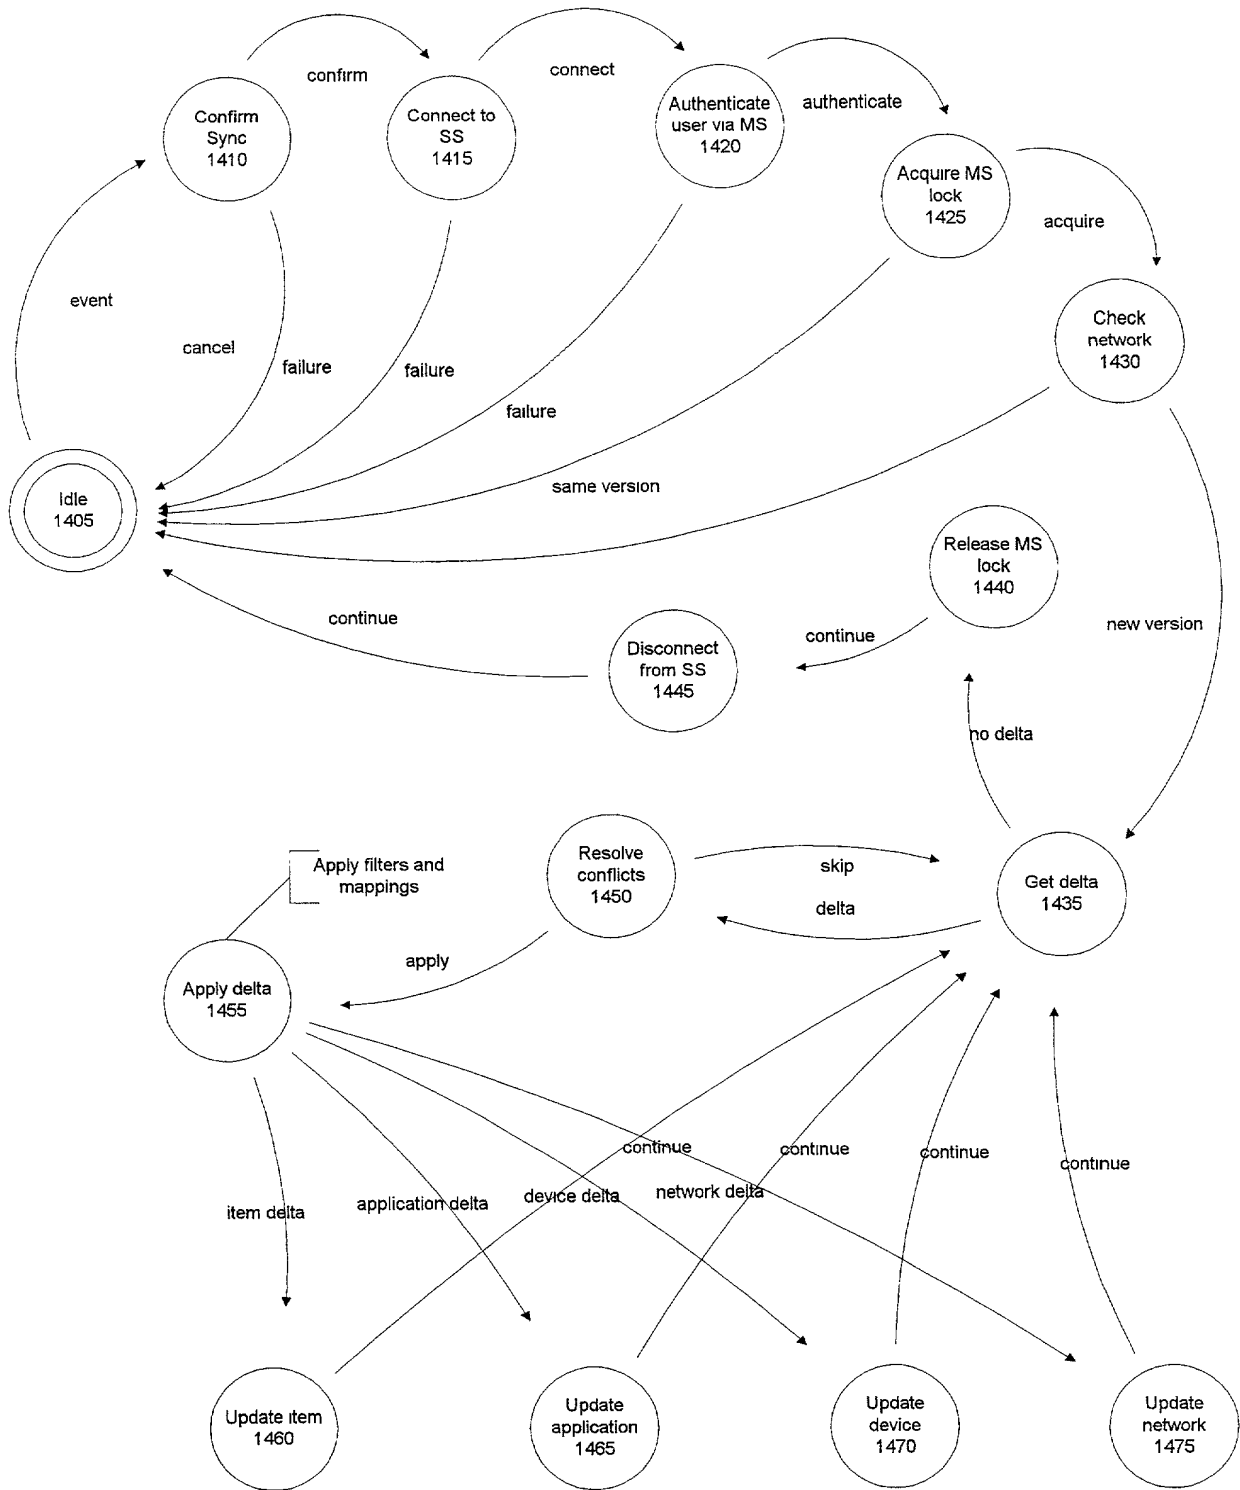 confirm
connect
authenticate
Confirm
Sync
1410
Connect to
SS
1415
Authenticate
user via MS
1420
Acquire MS
lock
1425
acquire
event
cancel
failure
failure
failure
Check
network
1430
same version
Idle
1405
Release MS
lock
1440
continue
continue
Disconnect
from SS
1445
new version
no delta
Apply filters and
mappings
Resolve
conflicts
1450
skip
delta
Get delta
1435
apply
Apply delta
1455
continue
continue
continue
continue
item delta
application delta
device delta
network delta
Update item
1460
Update
application
1465
Update
device
1470
Update
network
1475